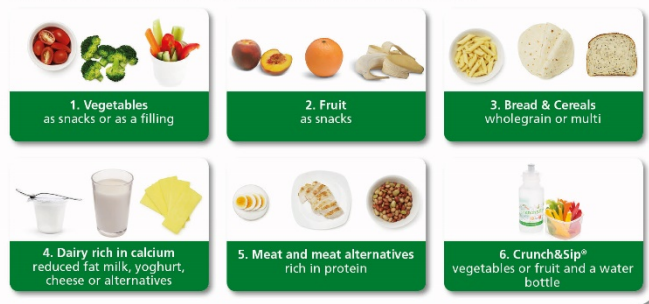 1. Vegetables
as snacks or as a filling
2. Fruit
as snacks
3. Bread & Cereals
wholegrain or multi
4. Dairy rich in calcium
reduced fat milk, yoghurt,
cheese or alternatives
5. Meat and meat alternatives
rich in protein
6. Crunch&Sip®
vegetables or fruit and a water
bottle